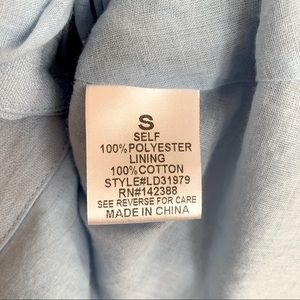 S
SELF
100%POLYESTER
LINING
100%COTTON
STYLE#LD31979
RN#142388
SEE REVERSE FOR CARE
MADE IN CHINA